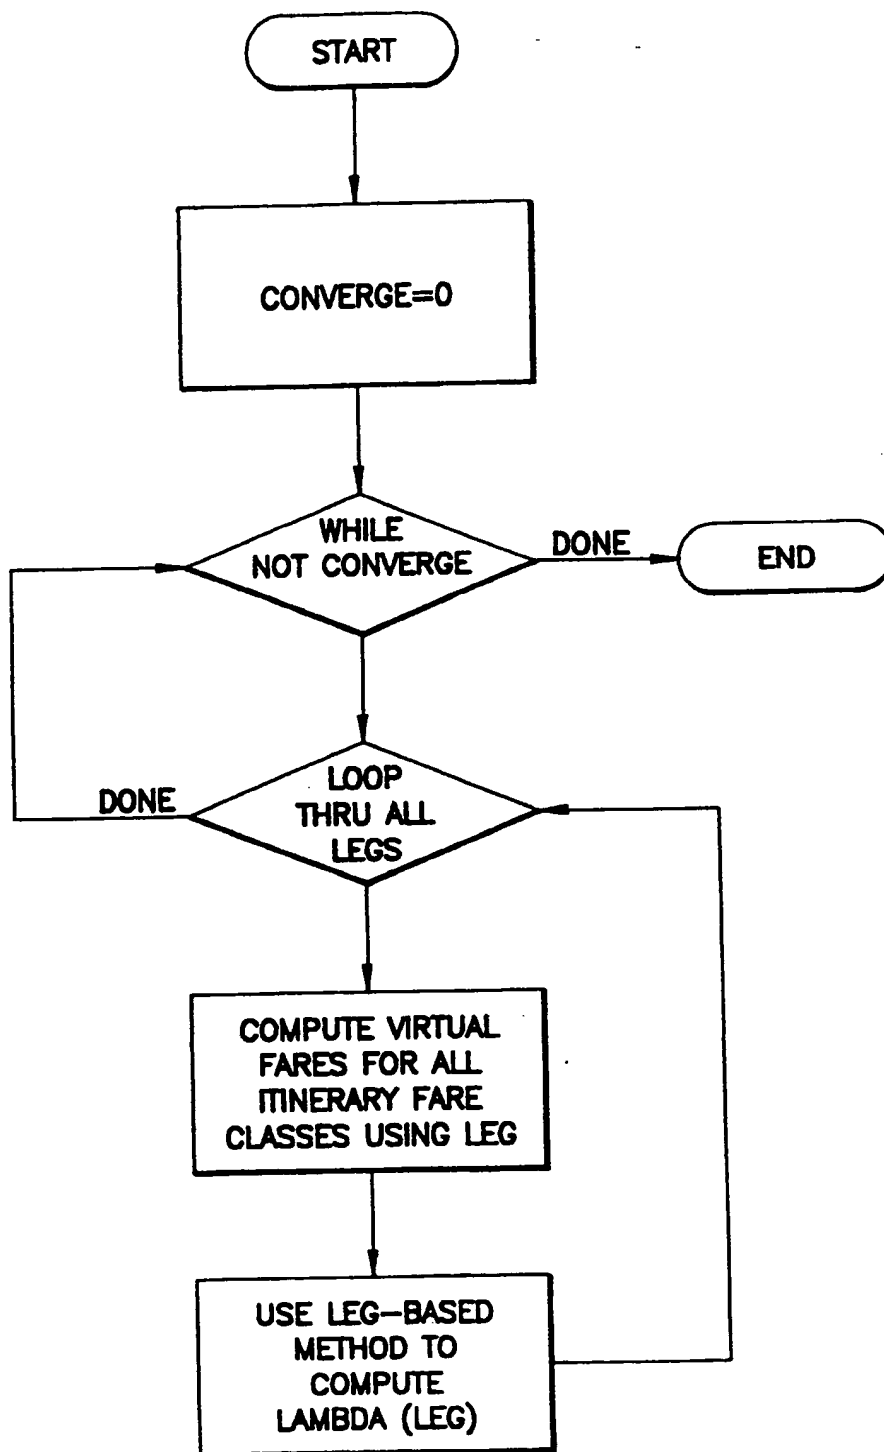 START
CONVERGE=0
WHILE
NOT CONVERGE
DONE
END
LOOP
THRU ALL
LEGS
DONE
COMPUTE VIRTUAL
FARES FOR ALL
ITINERARY FARE
CLASSES USING LEG
USE LEG-BASED
METHOD TO
COMPUTE
LAMBDA (LEG)